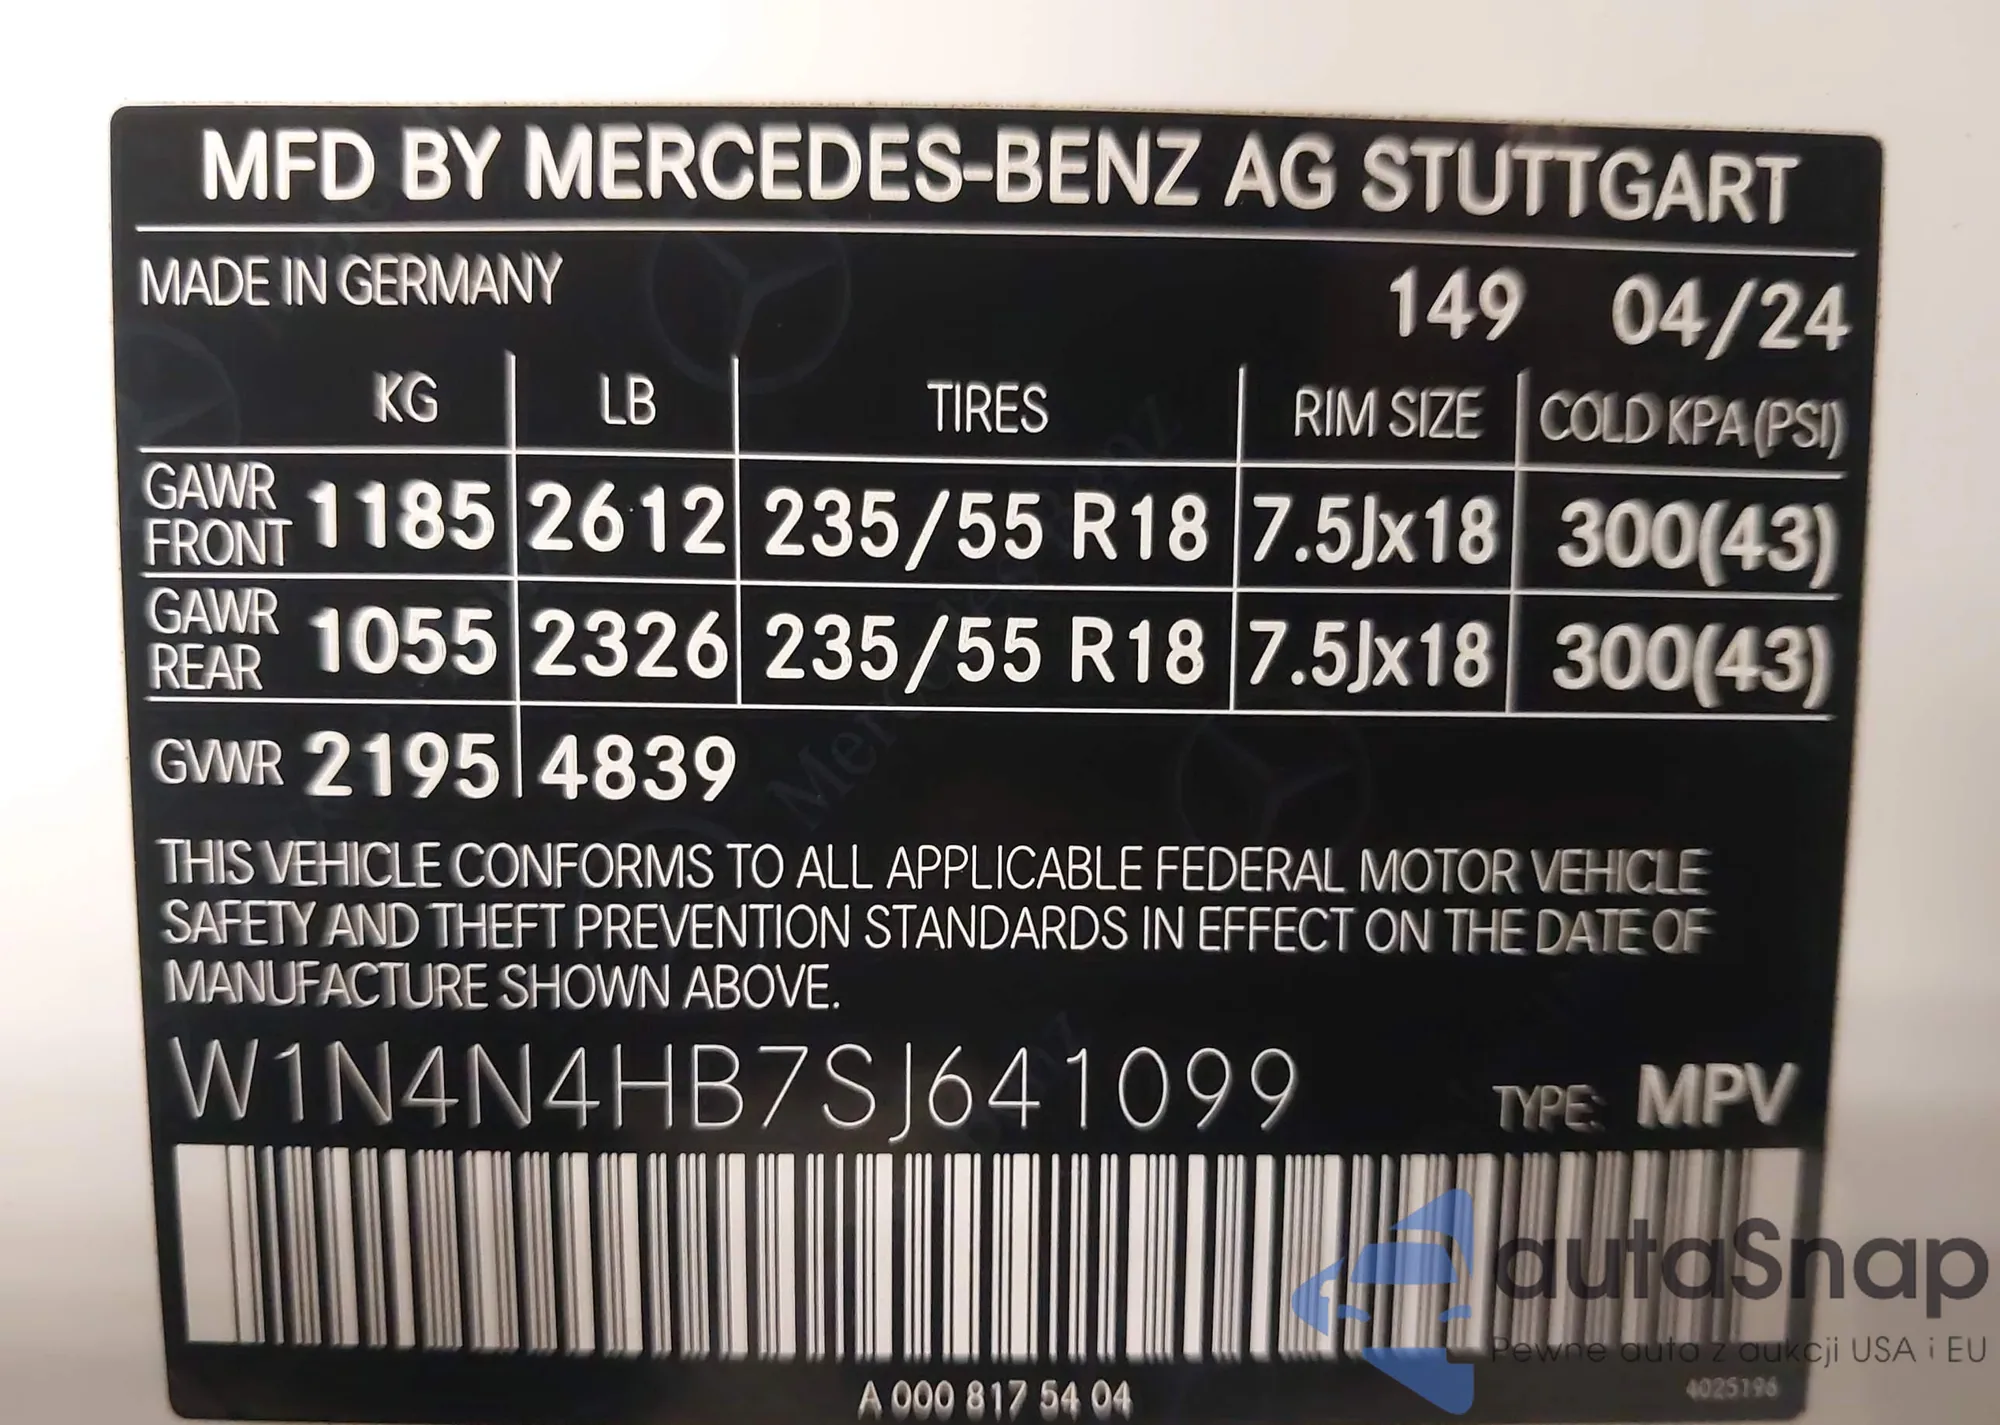 MFD BY MERCEDES-BENZ AG STUTTGART
MADE IN GERMANY 149 04/24
KG LB TIRES RIM SIZE COLD KPA (PSI)
GAWR FRONT 1185 2612 235/55 R18 7.5Jx18 300(43)
GAWR REAR 1055 2326 235/55 R18 7.5Jx18 300(43)
GVWR 2195 4839
THIS VEHICLE CONFORMS TO ALL APPLICABLE FEDERAL MOTOR VEHICLE
SAFETY AND THEFT PREVENTION STANDARDS IN EFFECT ON THE DATE OF
MANUFACTURE SHOWN ABOVE.
W1N4N4HB7SJ641099 TYPE: MPV
autaSnap
Pewne auta z aukcji USA i EU
A 000 817 54 04 4025196